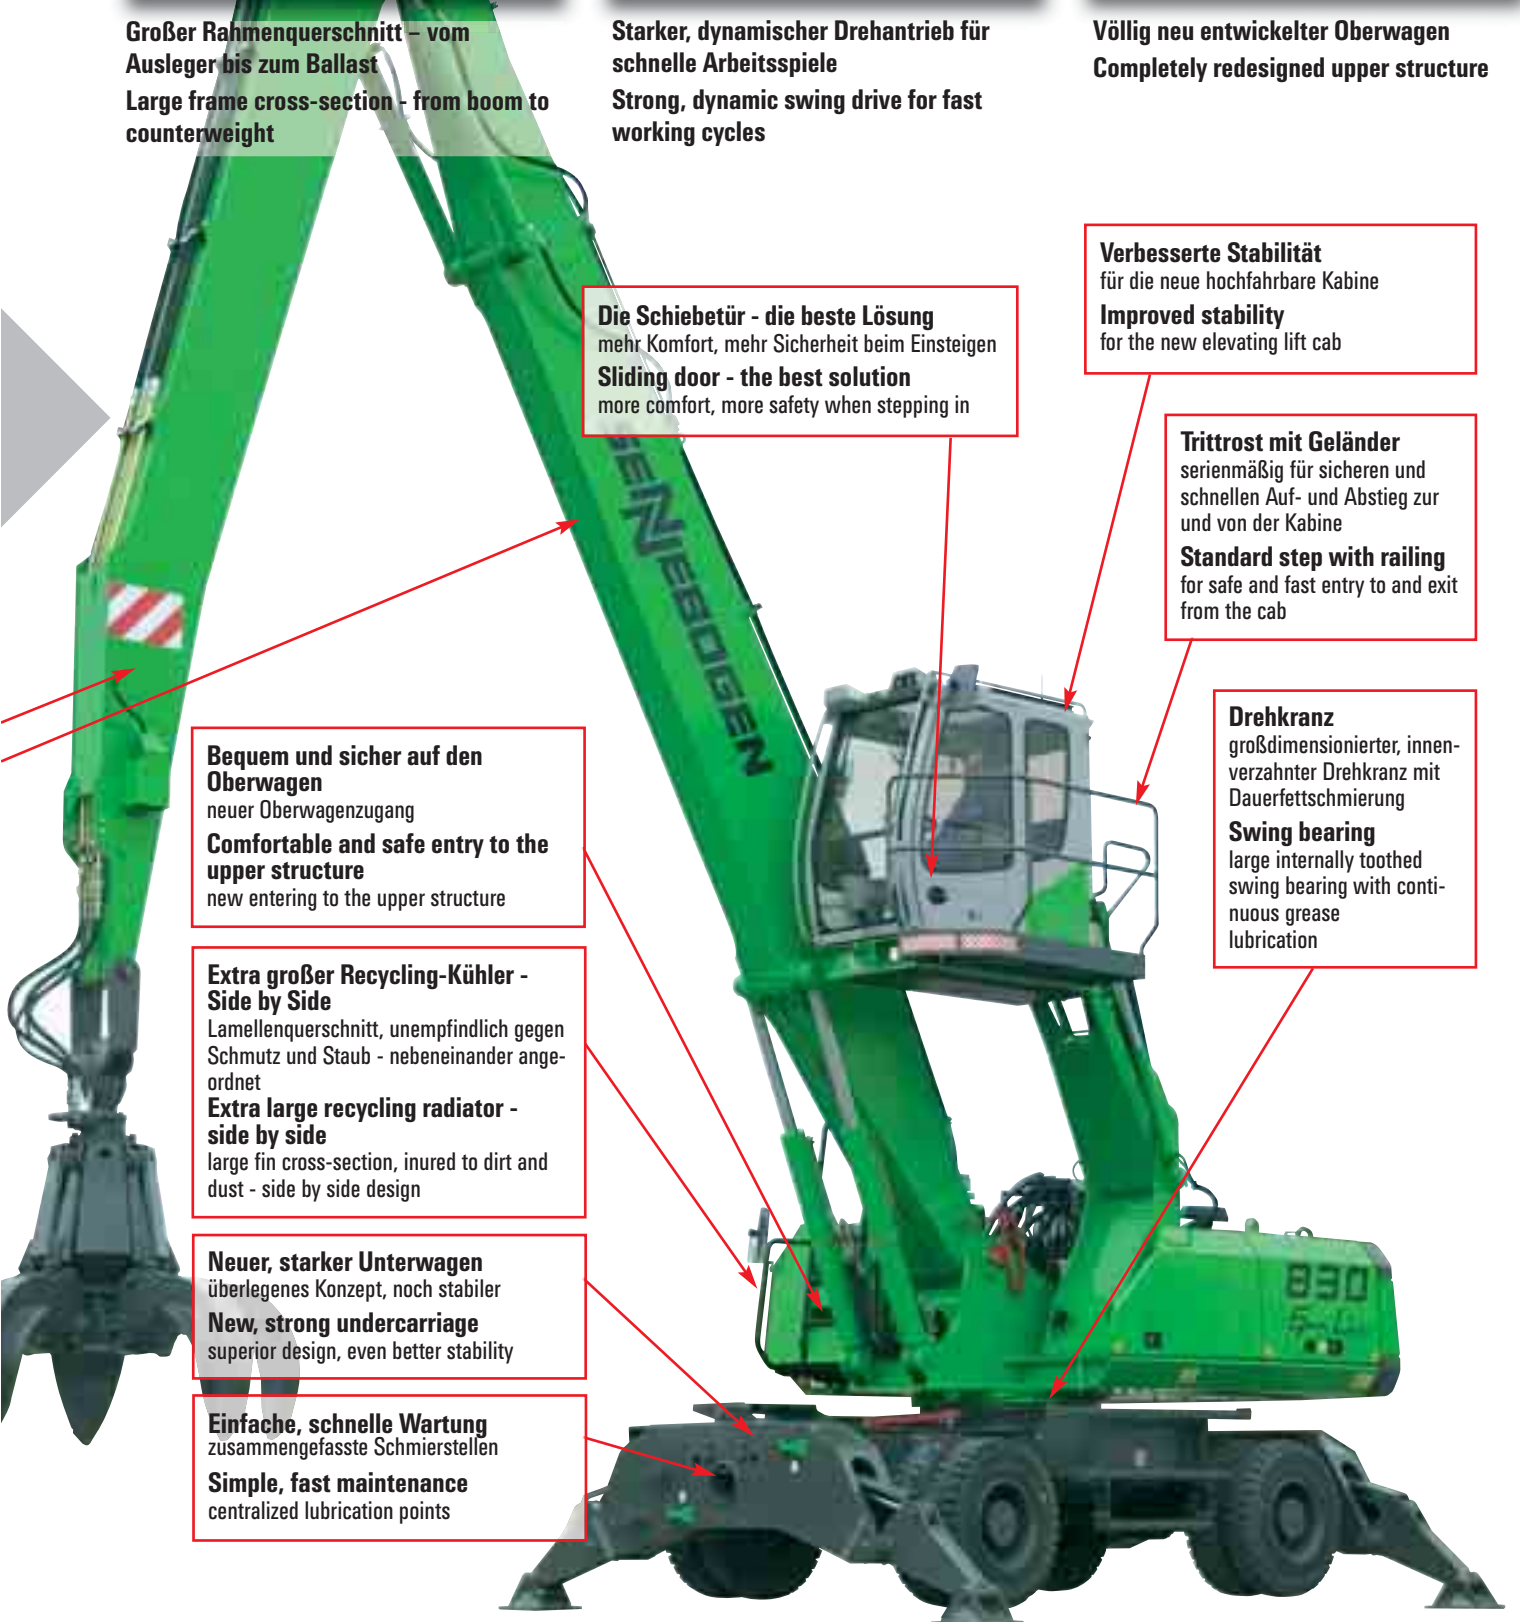 Großer Rahmenquerschnitt – vom
Ausleger bis zum Ballast
Large frame cross-section - from boom to
counterweight
Starker, dynamischer Drehantrieb für
schnelle Arbeitsspiele
Strong, dynamic swing drive for fast
working cycles
Völlig neu entwickelter Oberwagen
Completely redesigned upper structure
Verbesserte Stabilität
für die neue hochfahrbare Kabine
Improved stability
for the new elevating lift cab
Die Schiebetür - die beste Lösung
mehr Komfort, mehr Sicherheit beim Einsteigen
Sliding door - the best solution
more comfort, more safety when stepping in
Trittrost mit Geländer
serienmäßig für sicheren und
schnellen Auf- und Abstieg zur
und von der Kabine
Standard step with railing
for safe and fast entry to and exit
from the cab
SENNEBOGEN
Drehkranz
großdimensionierter, innen-
verzahnter Drehkranz mit
Dauerfettschmierung
Swing bearing
large internally toothed
swing bearing with conti-
nuous grease
lubrication
Bequem und sicher auf den
Oberwagen
neuer Oberwagenzugang
Comfortable and safe entry to the
upper structure
new entering to the upper structure
Extra großer Recycling-Kühler -
Side by Side
Lamellenquerschnitt, unempfindlich gegen
Schmutz und Staub - nebeneinander ange-
ordnet
Extra large recycling radiator -
side by side
large fin cross-section, inured to dirt and
dust - side by side design
Neuer, starker Unterwagen
überlegenes Konzept, noch stabiler
New, strong undercarriage
superior design, even better stability
830
Einfache, schnelle Wartung
zusammengefasste Schmierstellen
Simple, fast maintenance
centralized lubrication points